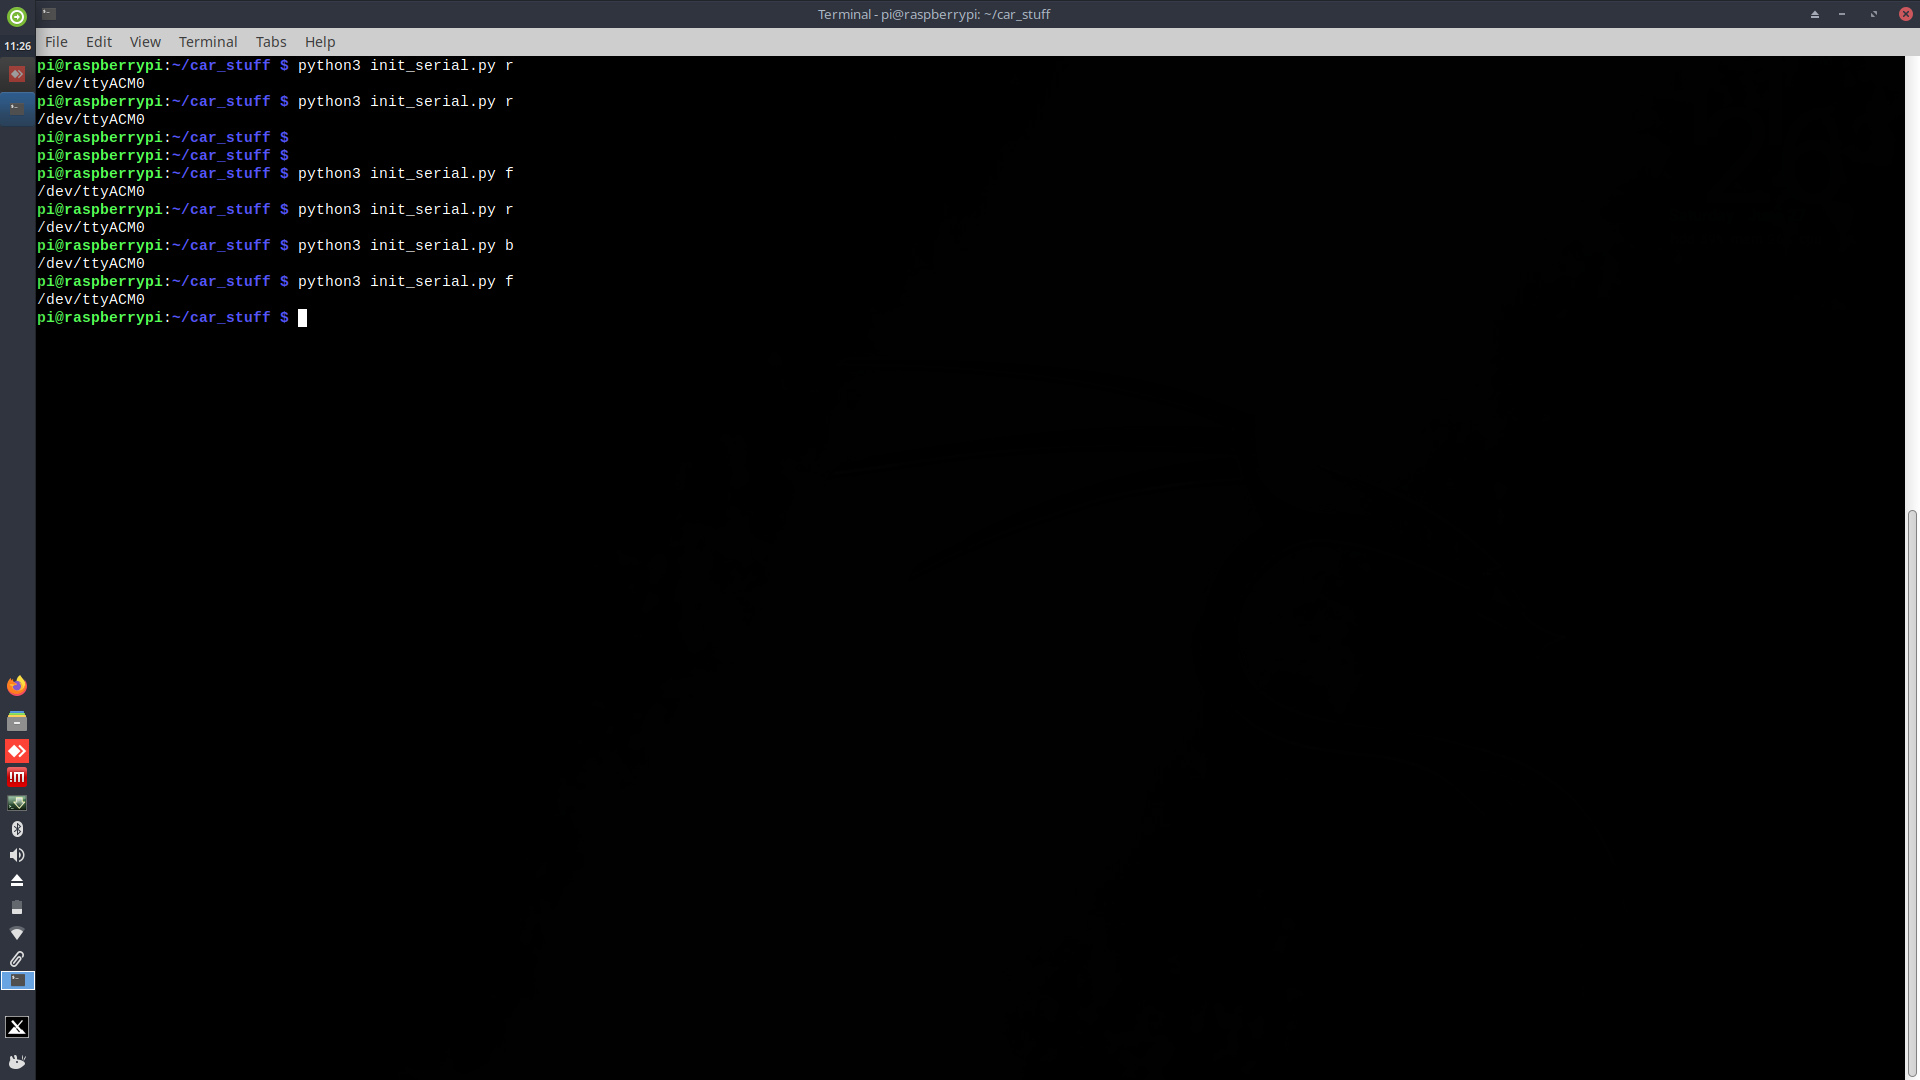 Terminal - pi@raspberrypi: ~/car_stuff
11:26
File Edit View Terminal Tabs Help
pi@raspberrypi:~/car_stuff $ python3 init_serial.py r
/dev/ttyACM0
pi@raspberrypi:~/car_stuff $ python3 init_serial.py r
/dev/ttyACM0
pi@raspberrypi:~/car_stuff $
pi@raspberrypi:~/car_stuff $
pi@raspberrypi:~/car_stuff $ python3 init_serial.py f
/dev/ttyACM0
pi@raspberrypi:~/car_stuff $ python3 init_serial.py r
/dev/ttyACM0
pi@raspberrypi:~/car_stuff $ python3 init_serial.py b
/dev/ttyACM0
pi@raspberrypi:~/car_stuff $ python3 init_serial.py f
/dev/ttyACM0
pi@raspberrypi:~/car_stuff $
!m